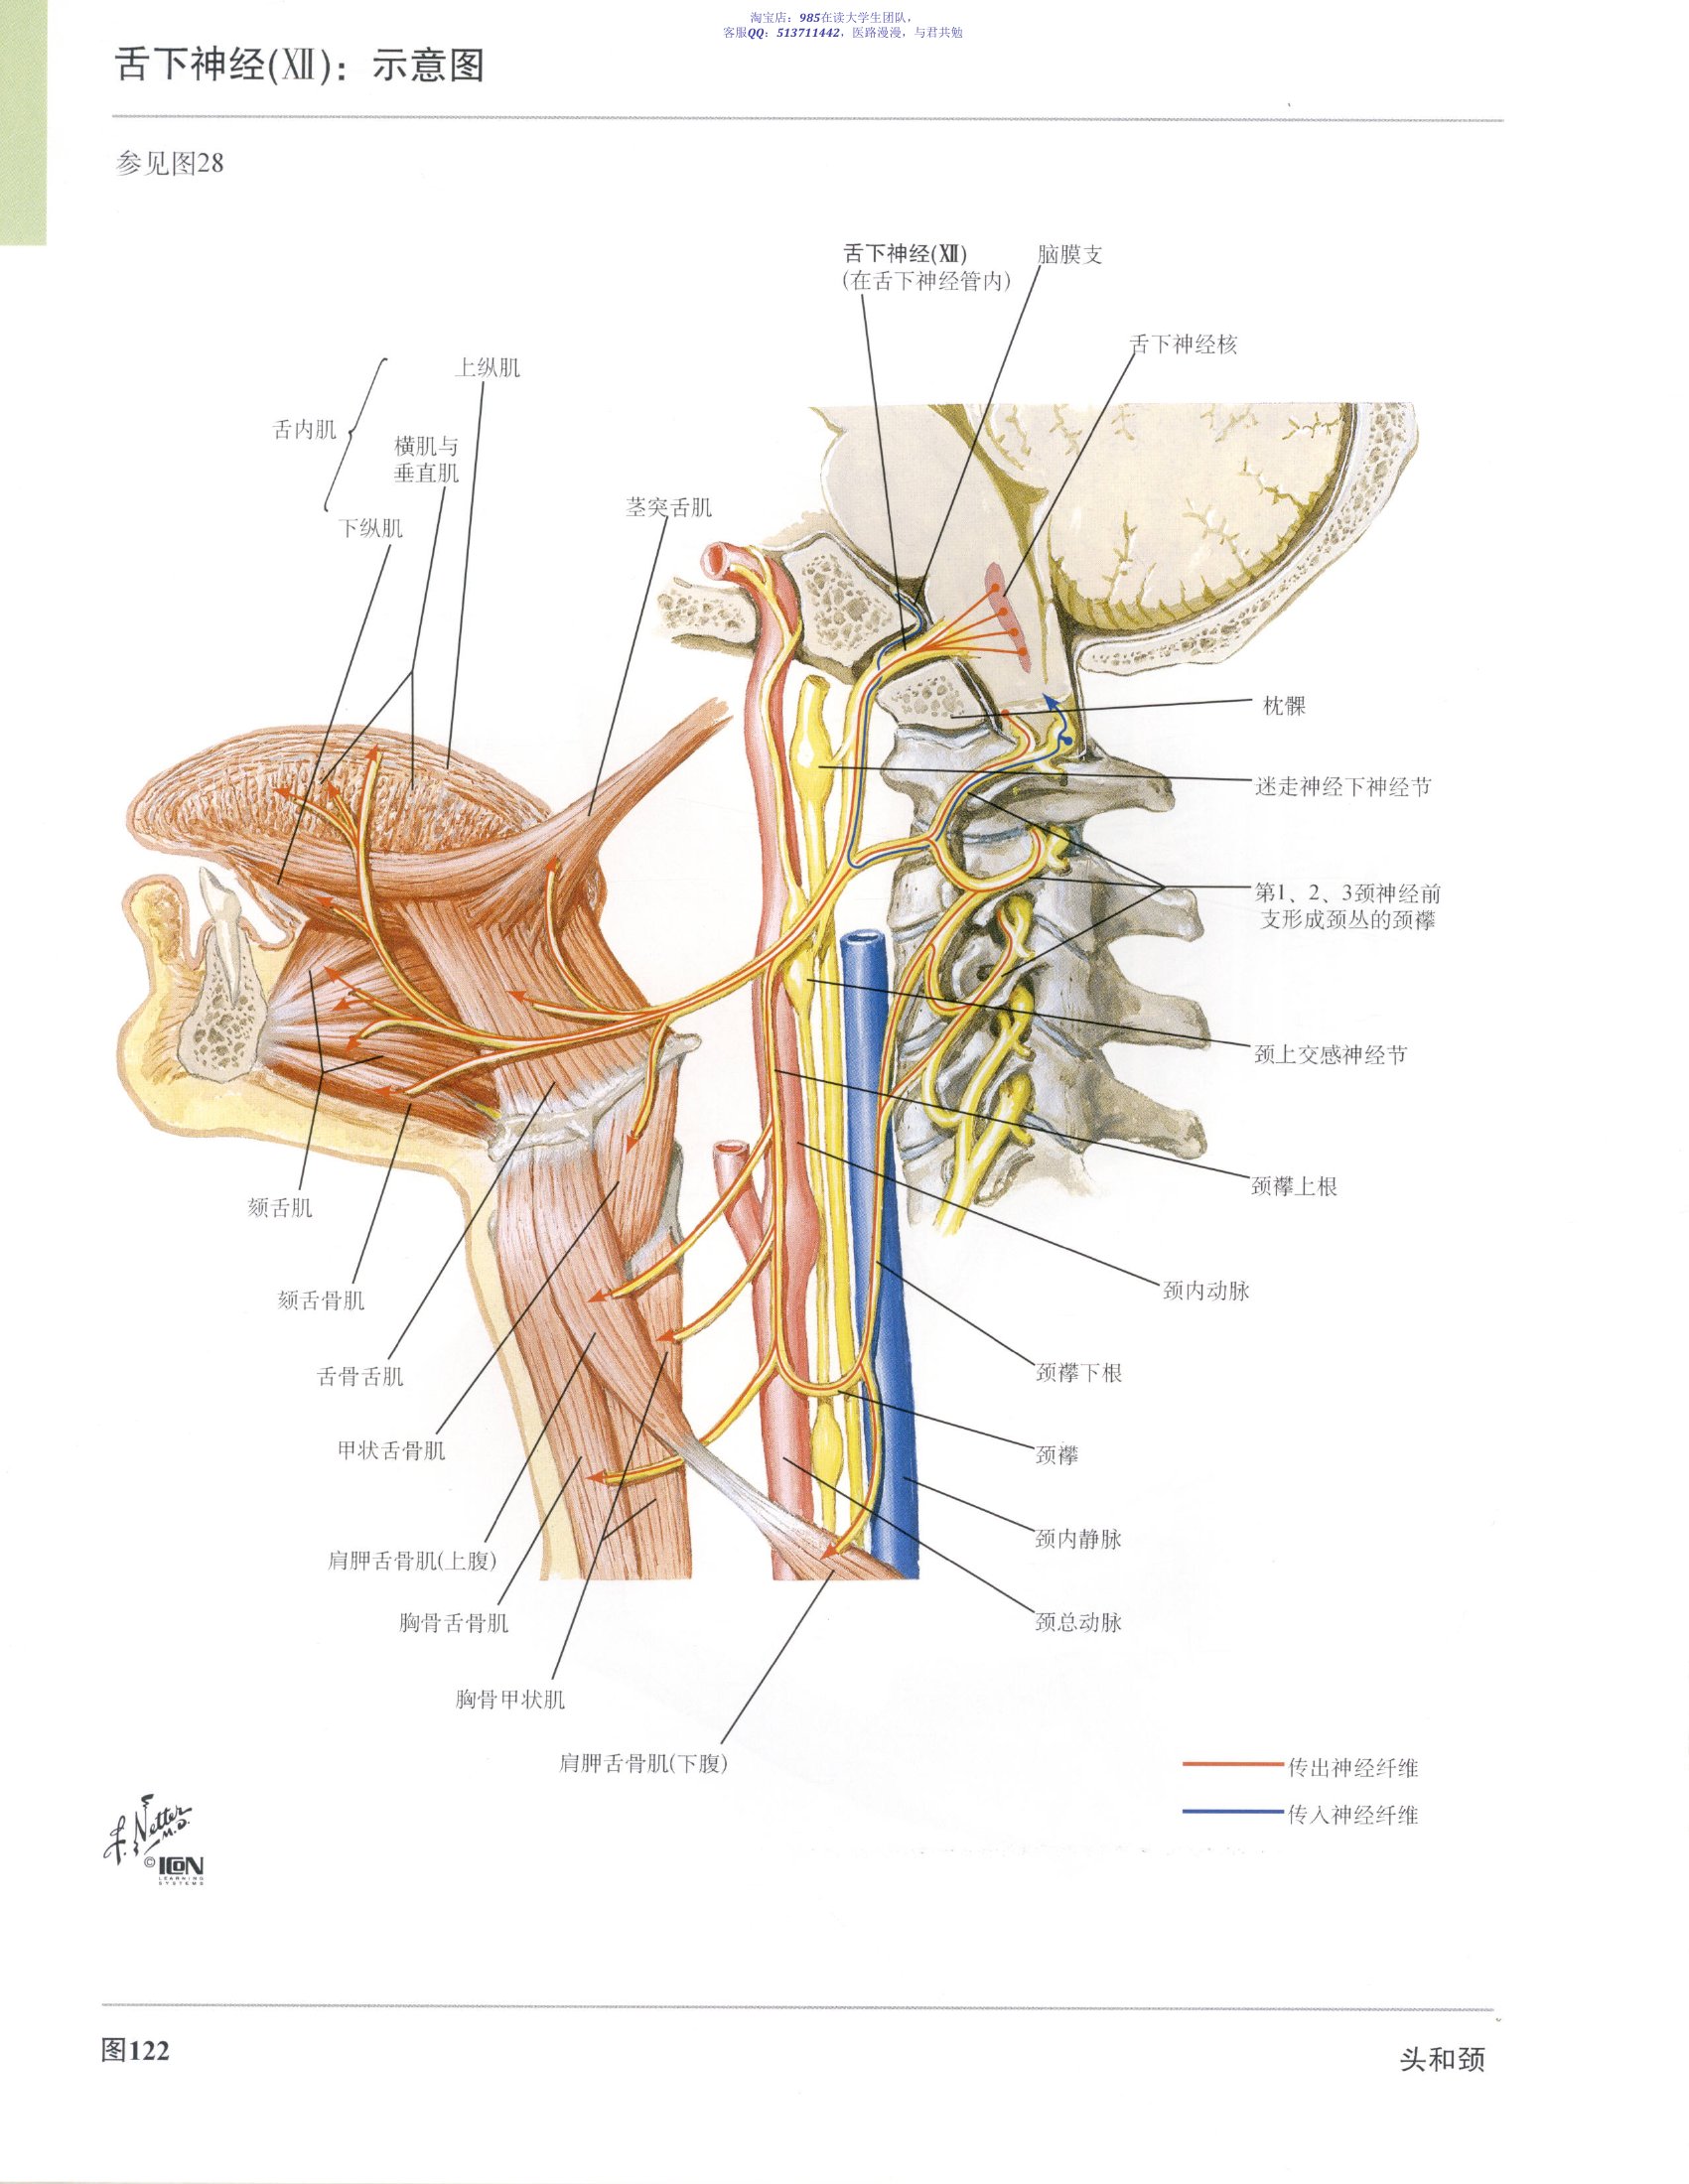 淘宝店：985在读大学生团队，
客服QQ：513711442，医路漫漫，与君共勉
舌下神经(Ⅻ)：示意图
参见图28
舌下神经(Ⅻ)
(在舌下神经管内)
脑膜支
舌下神经核
上纵肌
舌内肌
横肌与
垂直肌
下纵肌
茎突舌肌
枕髁
迷走神经下神经节
第1、2、3颈神经前
支形成颈丛的颈襻
颈上交感神经节
颈襻上根
颈内动脉
颈襻下根
颈襻
颈内静脉
颈总动脉
颏舌肌
颏舌骨肌
舌骨舌肌
甲状舌骨肌
肩胛舌骨肌(上腹)
胸骨舌骨肌
胸骨甲状肌
肩胛舌骨肌(下腹)
传出神经纤维
传入神经纤维
F. Netter
M.D.
© ICON
LEARNING
SYSTEMS
图122
头和颈